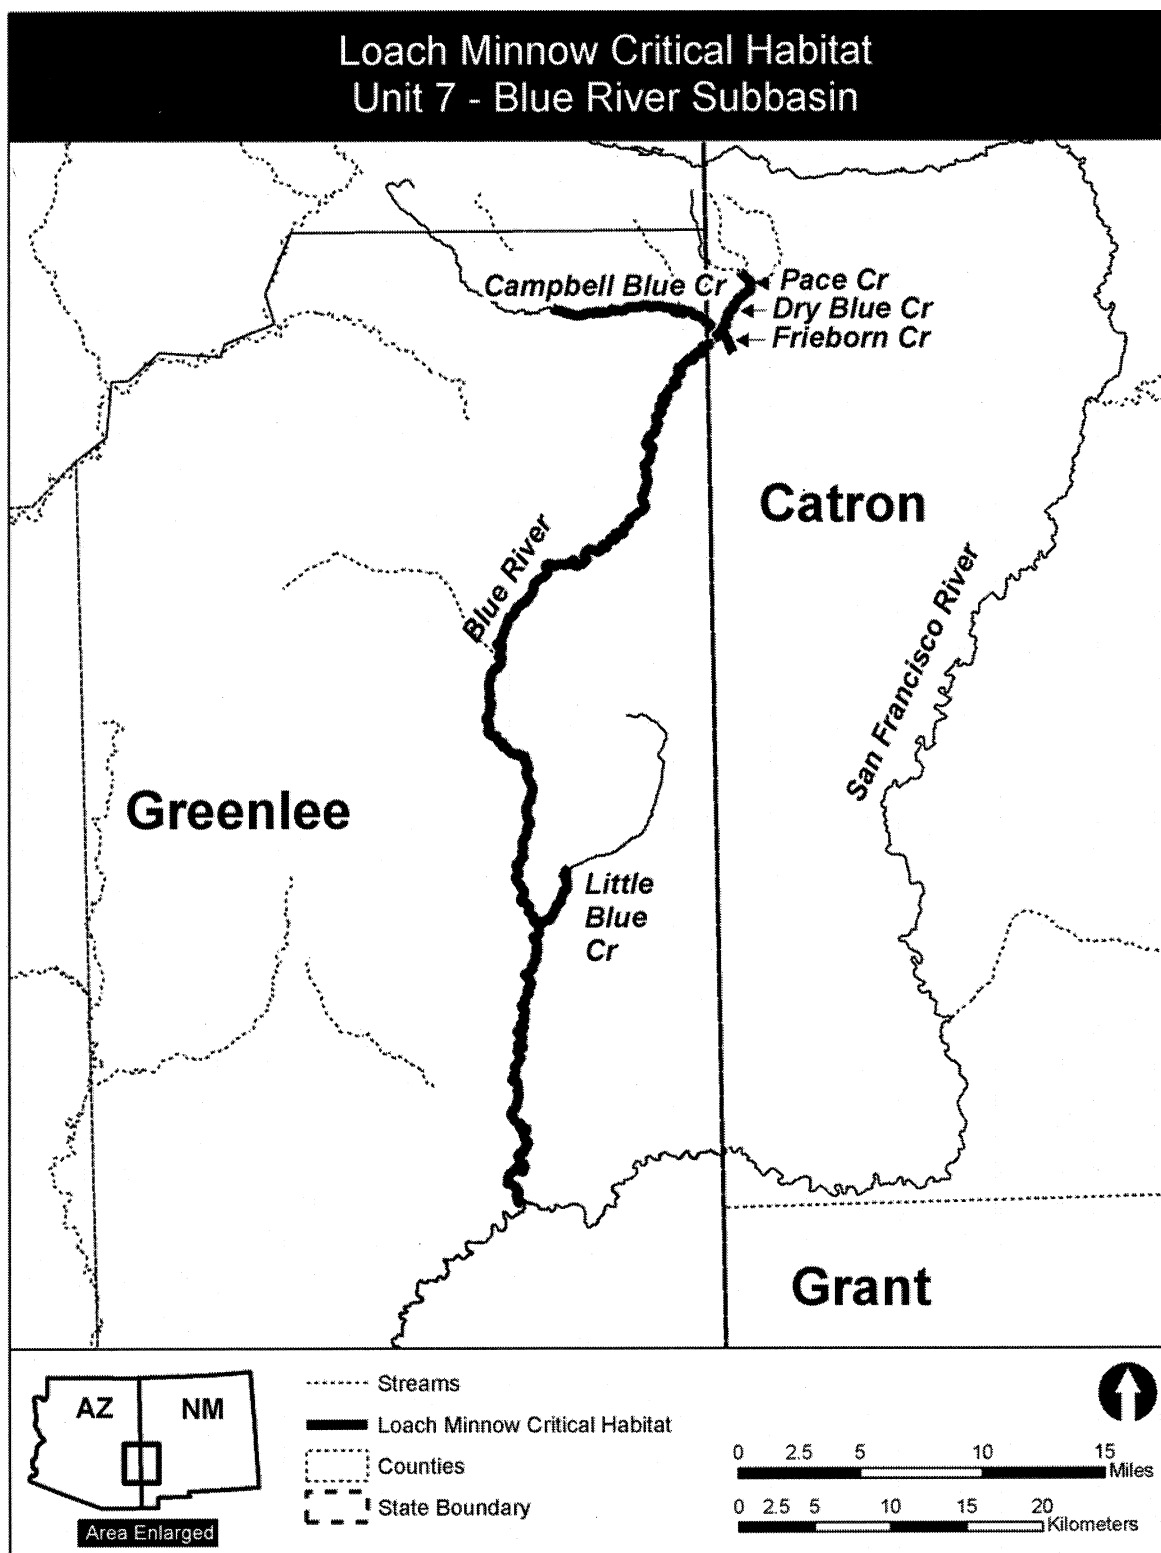 Loach Minnow Critical Habitat
Unit 7 - Blue River Subbasin
Campbell Blue Cr
Pace Cr
Dry Blue Cr
Frieborn Cr
Catron
Blue River
San Francisco River
Greenlee
Little
Blue
Cr
Grant
AZ
NM
Area Enlarged
Streams
Loach Minnow Critical Habitat
Counties
State Boundary
0 2.5 5 10 15
Miles
0 2.5 5 10 15 20
Kilometers